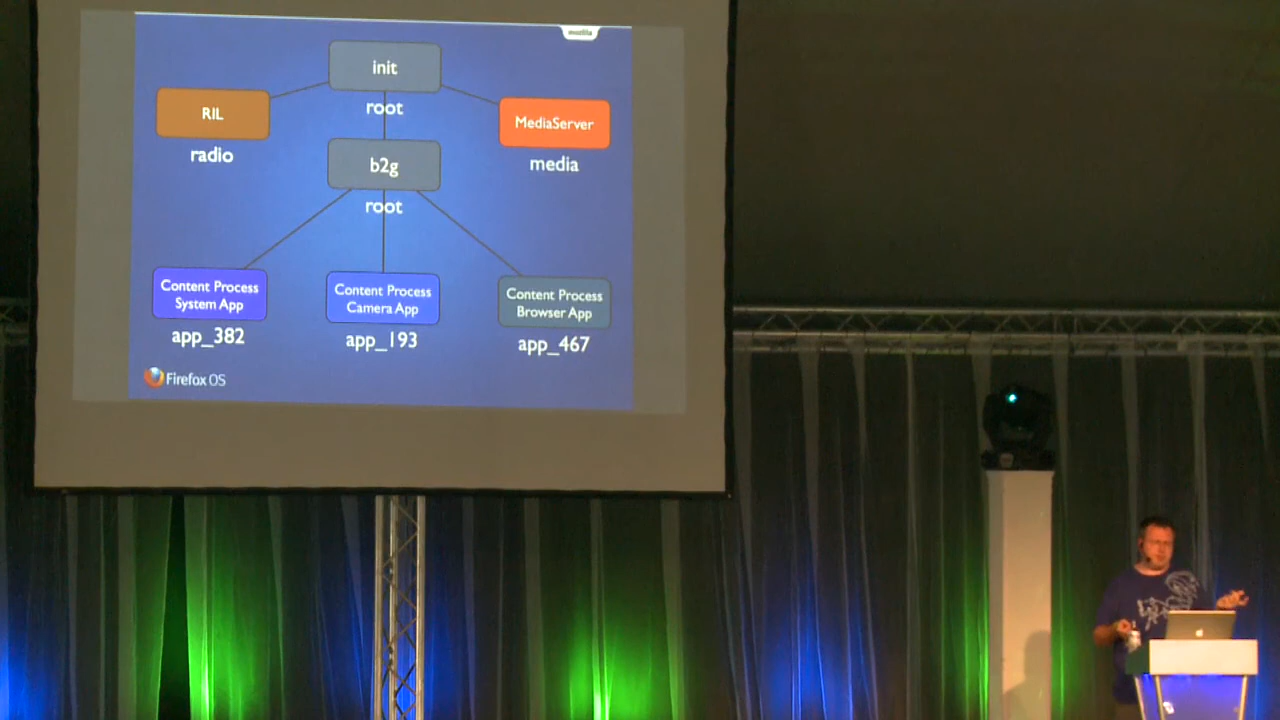 mozilla
init
root
RIL
radio
MediaServer
media
b2g
root
Content Process
System App
app_382
Content Process
Camera App
app_193
Content Process
Browser App
app_467
Firefox OS